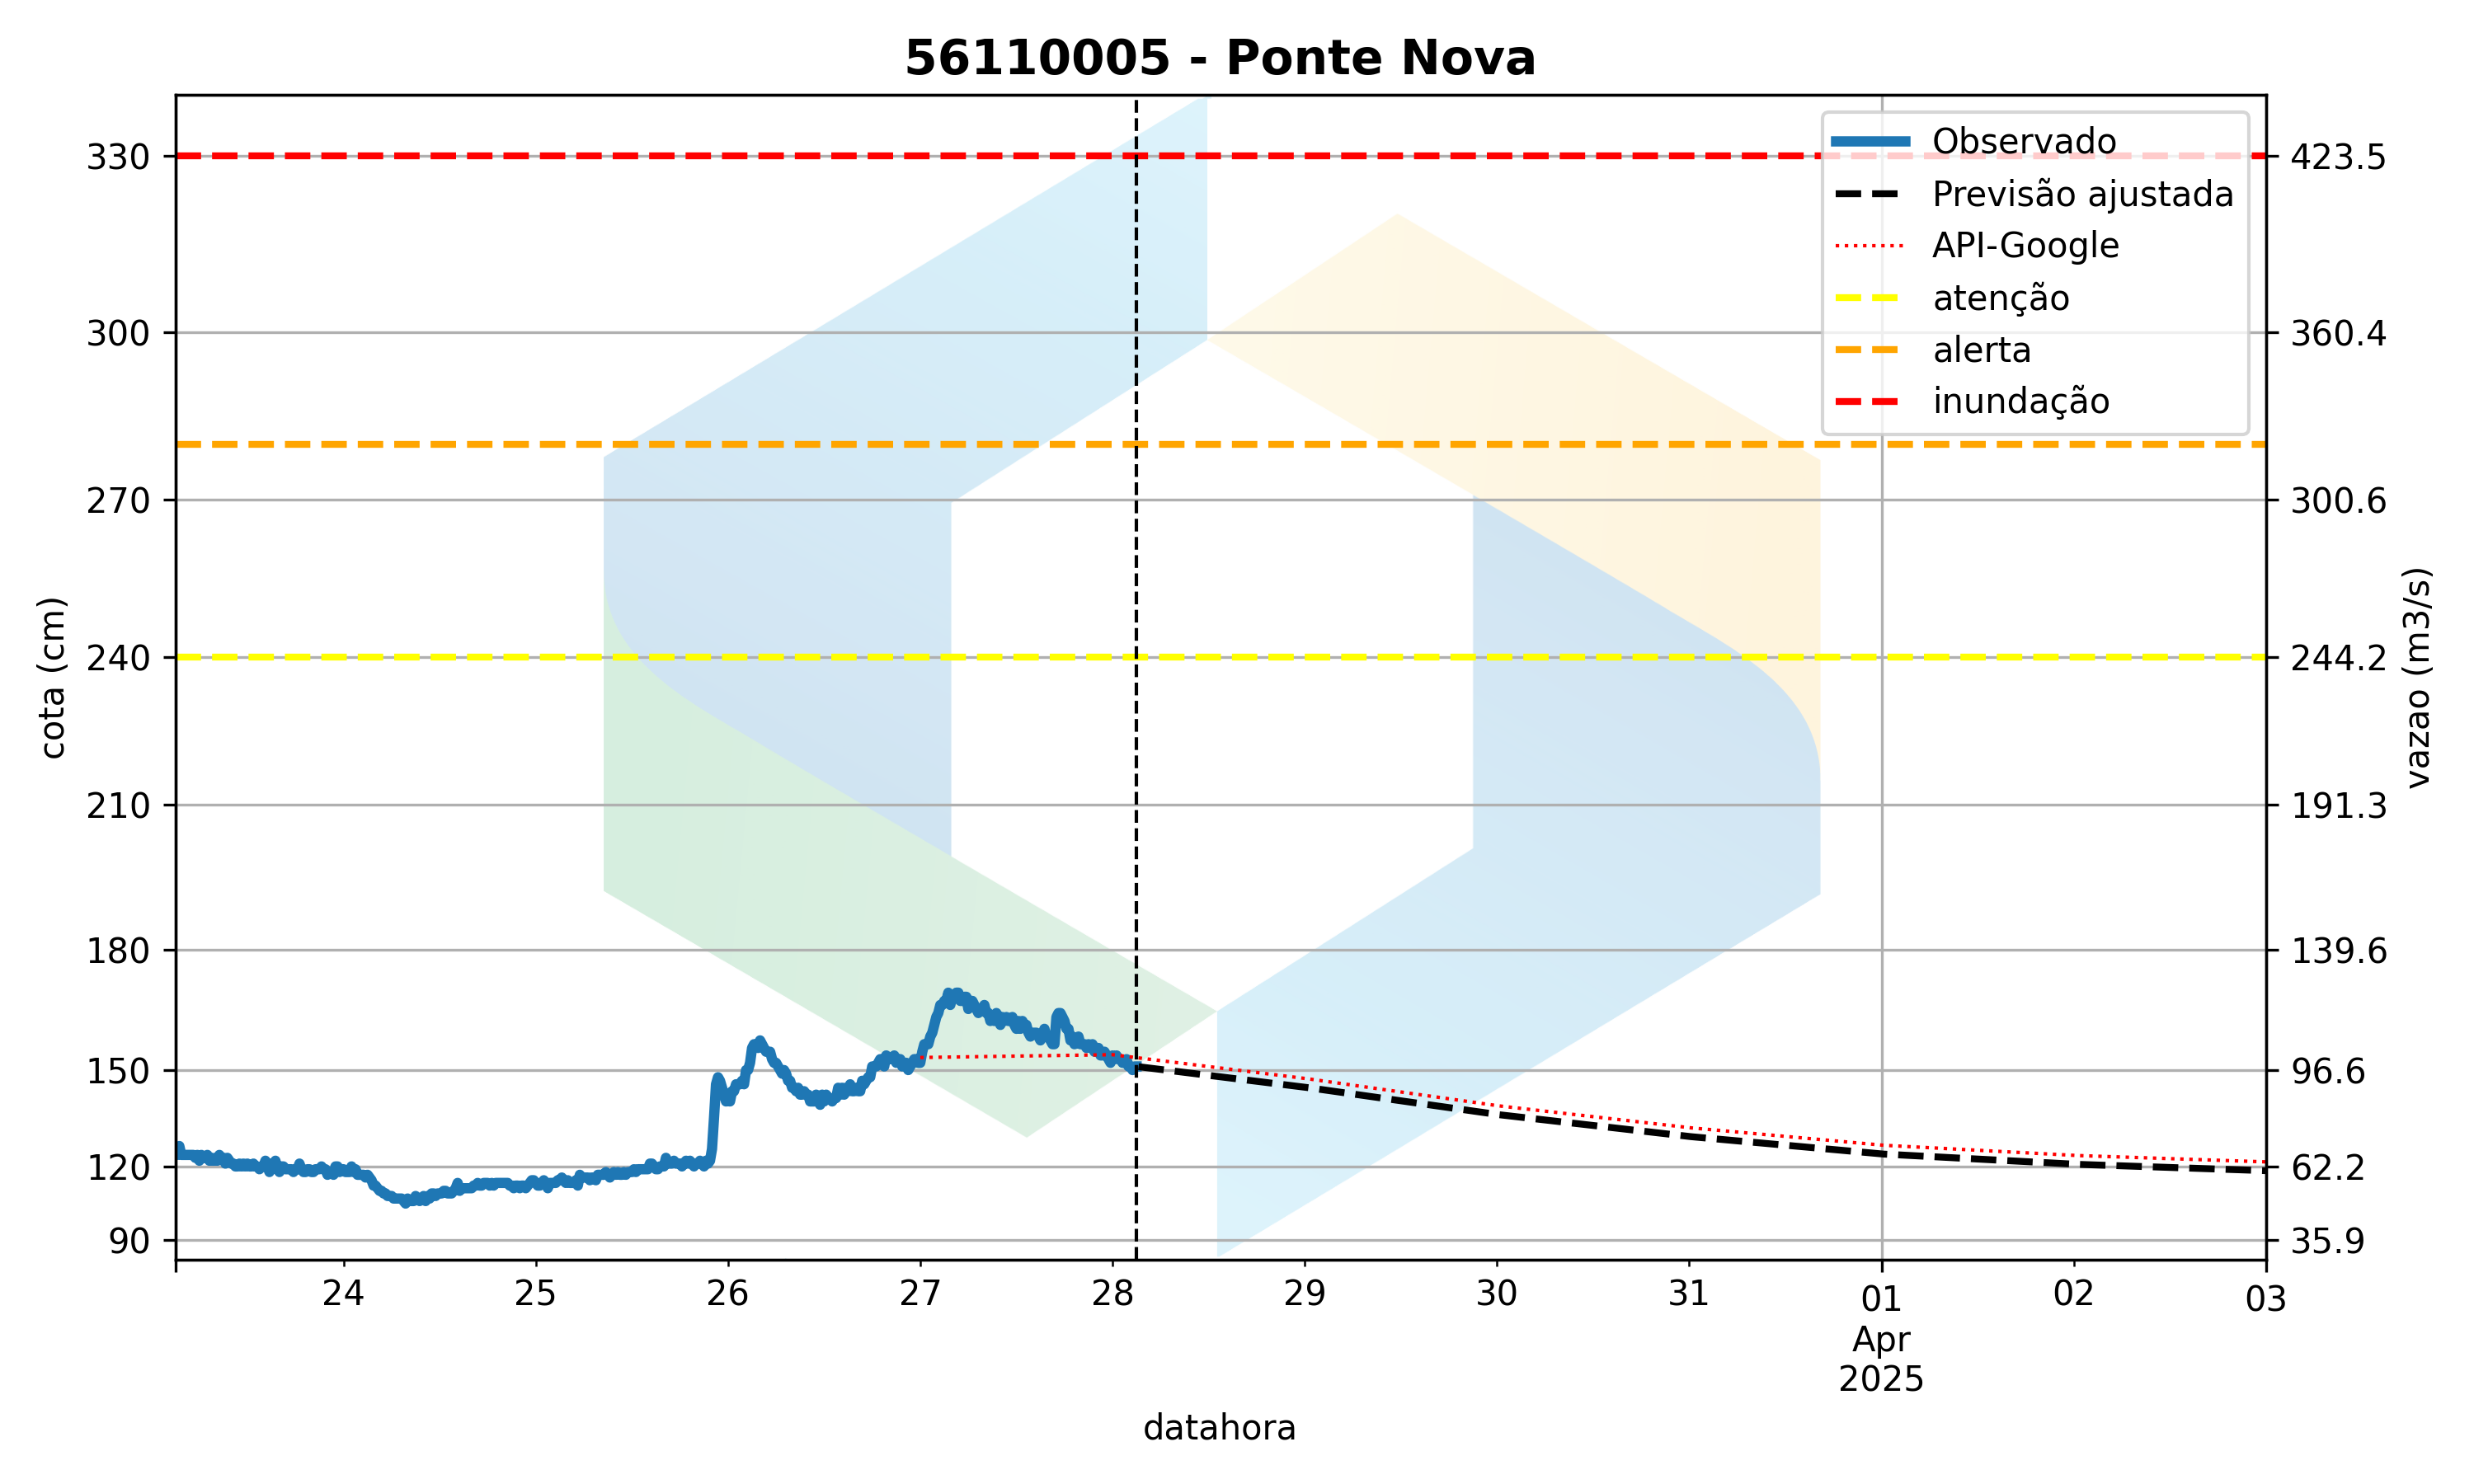 56110005 - Ponte Nova
Observado
Previsão ajustada
API-Google
atenção
alerta
inundação
cota (cm)
330
300
270
240
210
180
150
120
90
423.5
360.4
300.6
244.2
191.3
139.6
96.6
62.2
35.9
vazao (m3/s)
24 25 26 27 28 29 30 31 01 02 03
Apr
2025
datahora